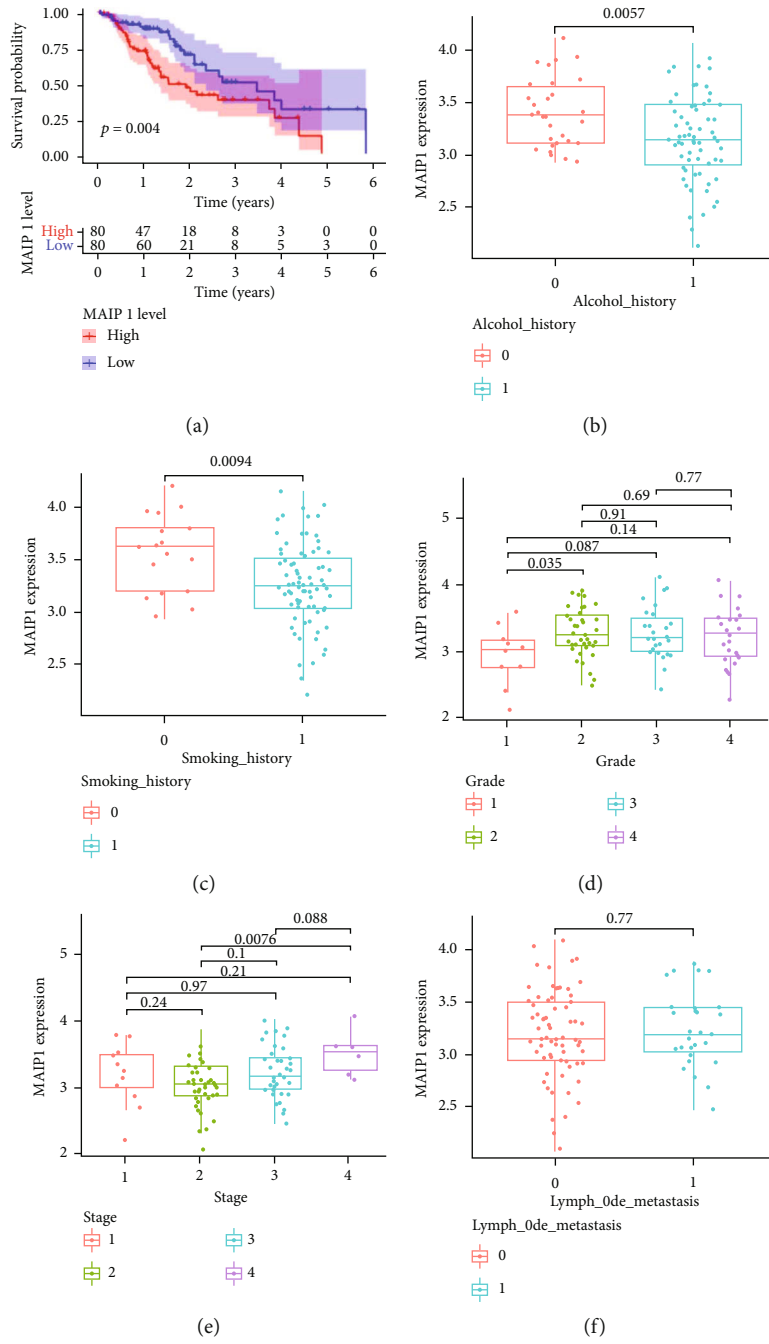 1.00
0.75
0.50
0.25
0.00
Survival probability
p = 0.004
0 1 2 3 4 5 6
Time (years)
MAIP 1 level
High 80 47 18 8 3 0 0
Low 80 60 21 8 5 3 0
0 1 2 3 4 5 6
Time (years)
MAIP 1 level
High
Low
(a)
0.0057
4.0
3.5
3.0
2.5
MAIP1 expression
0 1
Alcohol_history
Alcohol_history
0
1
(b)
0.0094
4.0
3.5
3.0
2.5
MAIP1 expression
0 1
Smoking_history
Smoking_history
0
1
(c)
0.77
0.69
0.91
0.14
0.087
0.035
5
4
3
2
MAIP1 expression
1 2 3 4
Grade
Grade
1 3
2 4
(d)
0.088
0.0076
0.1
0.21
0.97
0.24
5
4
3
2
MAIP1 expression
1 2 3 4
Stage
Stage
1 3
2 4
(e)
0.77
4.0
3.5
3.0
2.5
MAIP1 expression
0 1
Lymph_0de_metastasis
Lymph_0de_metastasis
0
1
(f)